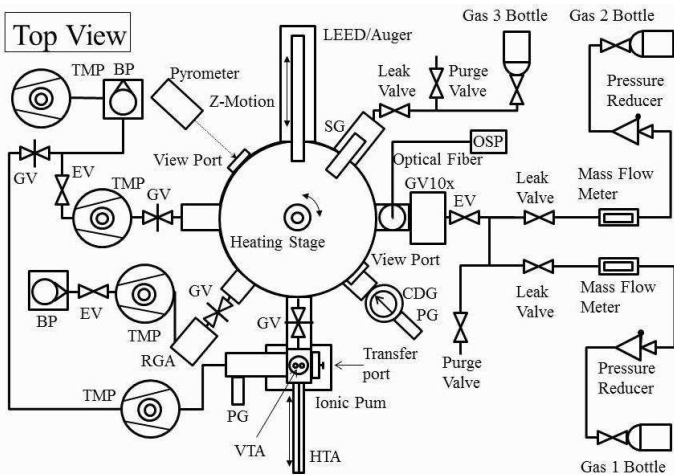 Top View
LEED/Auger
Gas 3 Bottle
Gas 2 Bottle
TMP
BP
Pyrometer
Z-Motion
Leak
Valve
Purge
Valve
Pressure
Reducer
SG
GV
EV
View Port
Optical Fiber
OSP
TMP
GV
GV10x
EV
Leak
Valve
Mass Flow
Meter
Heating Stage
View Port
GV
BP
EV
TMP
RGA
GV
CDG
PG
Leak
Valve
Mass Flow
Meter
Purge
Valve
Transfer
port
Pressure
Reducer
TMP
PG
Ionic Pum
VTA
HTA
Gas 1 Bottle